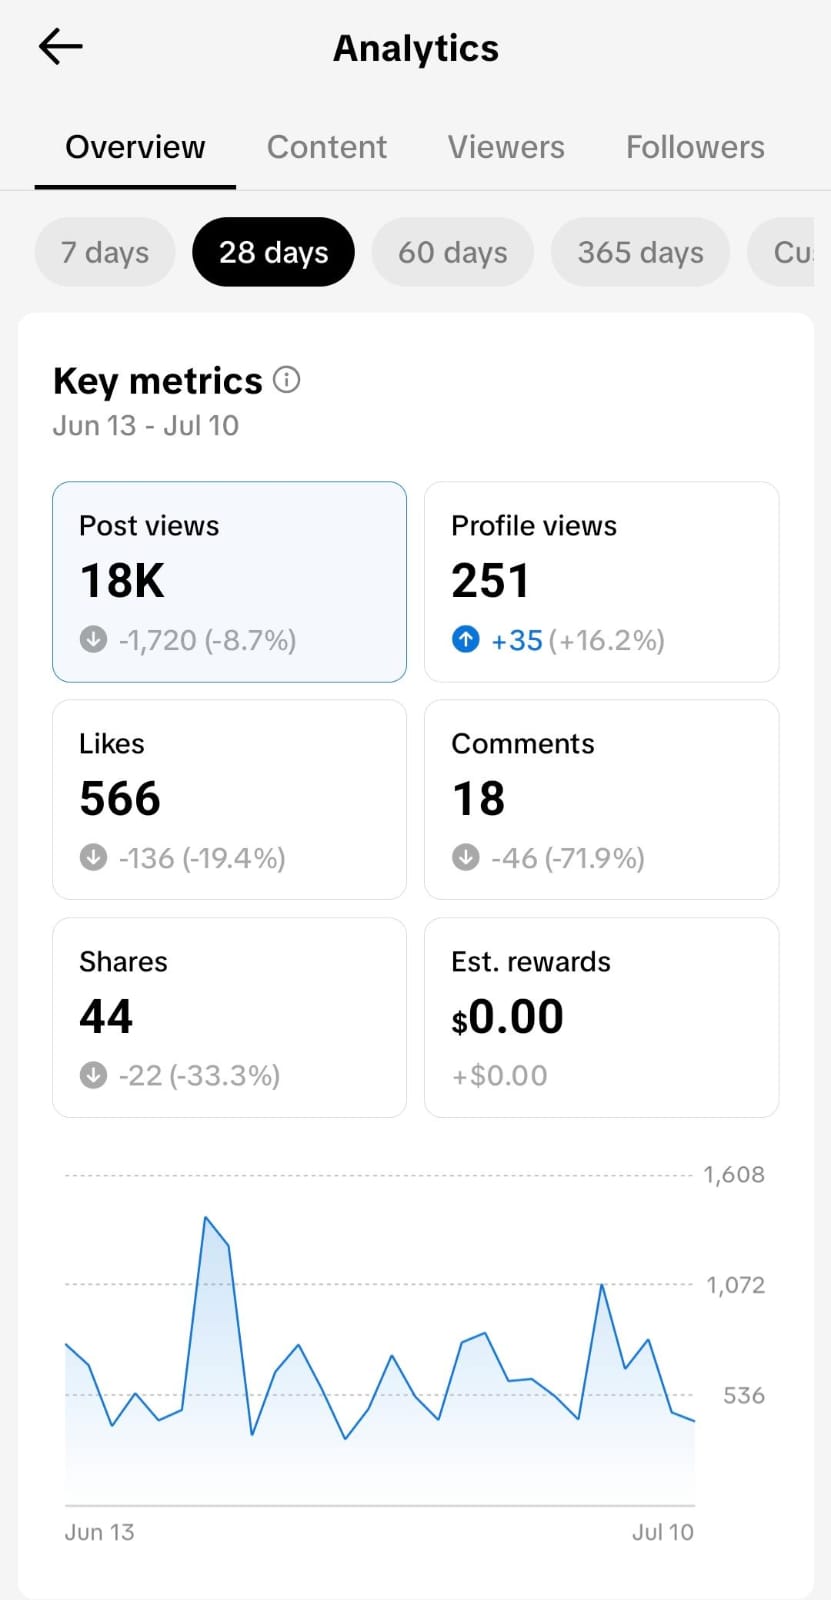 Analytics
Overview Content Viewers Followers
7 days 28 days 60 days 365 days Cus
Key metrics
Jun 13 - Jul 10
Post views Profile views
18K 251
-1,720 (-8.7%) +35 (+16.2%)
Likes Comments
566 18
-136 (-19.4%) -46 (-71.9%)
Shares Est. rewards
44 $0.00
-22 (-33.3%) +$0.00
1,608
1,072
536
Jun 13 Jul 10